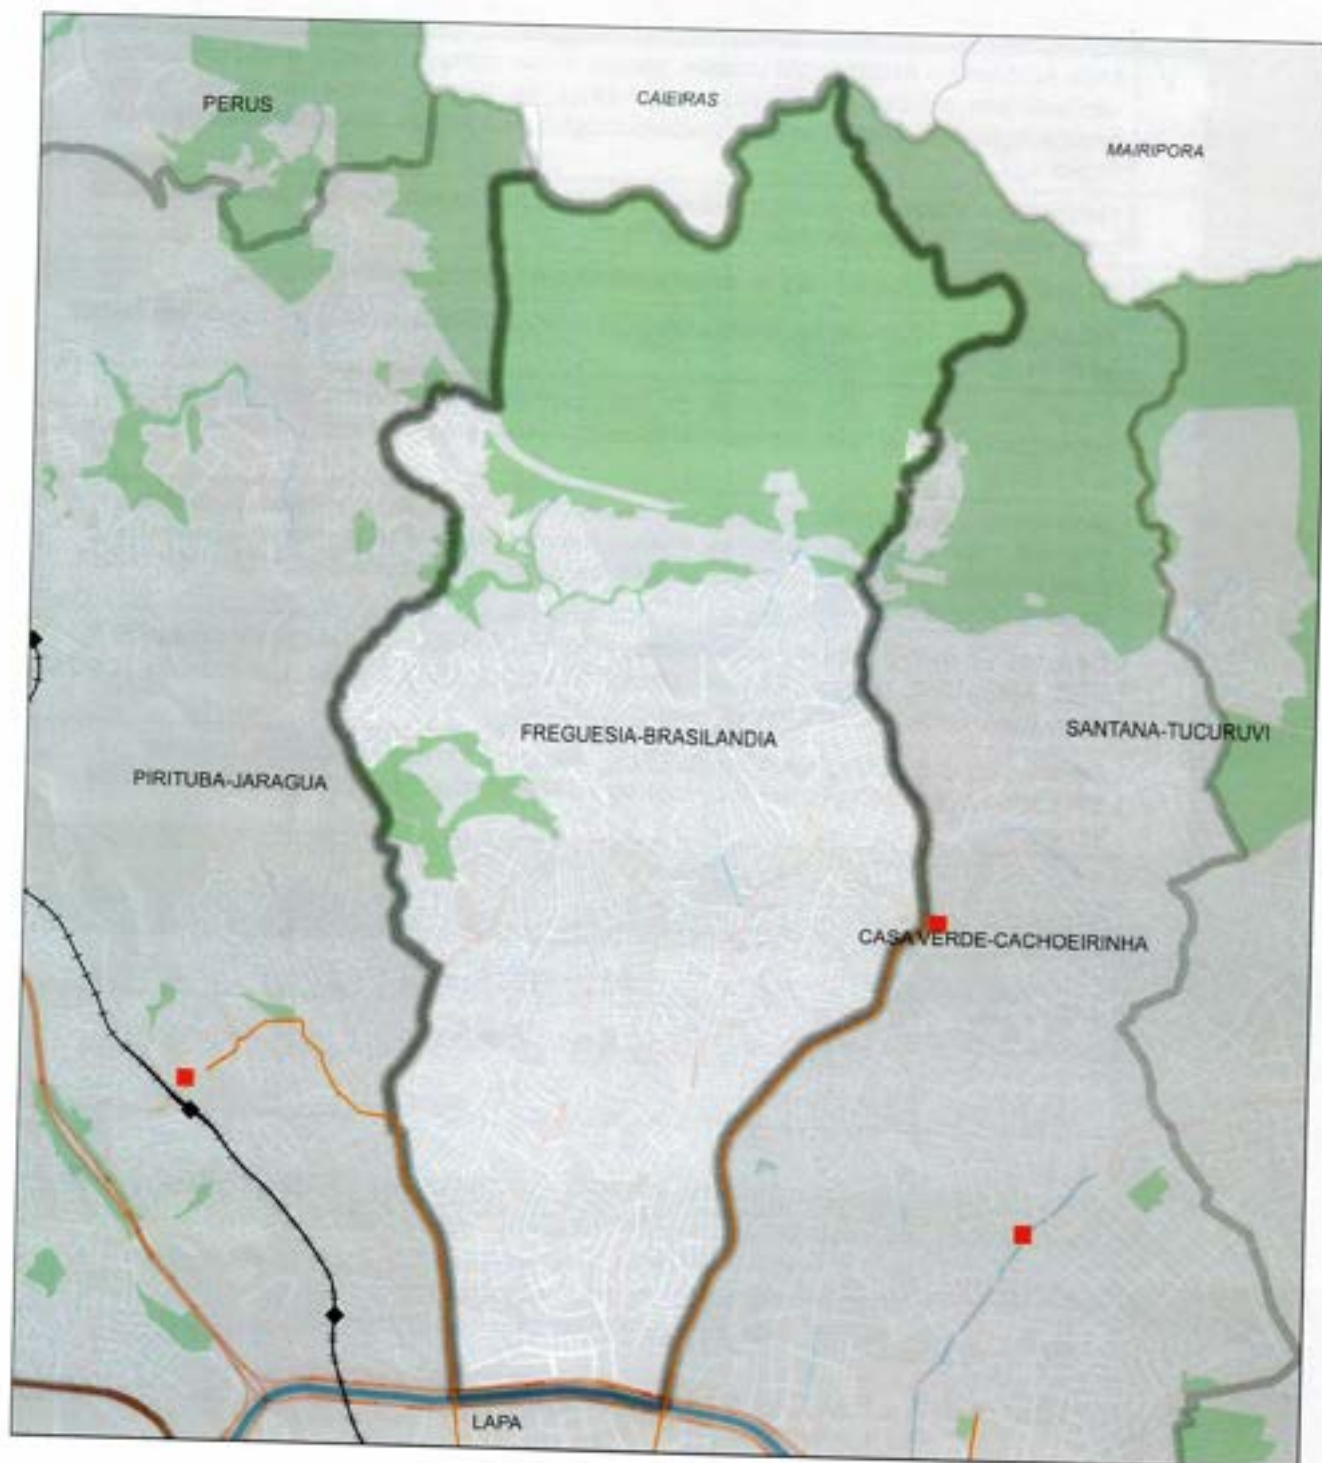 PERUS
CAIEIRAS
MAIRIPORA
FREGUESIA-BRASILANDIA
SANTANA-TUCURUVI
PIRITUBA-JARAGUA
CASA VERDE-CACHOEIRINHA
LAPA